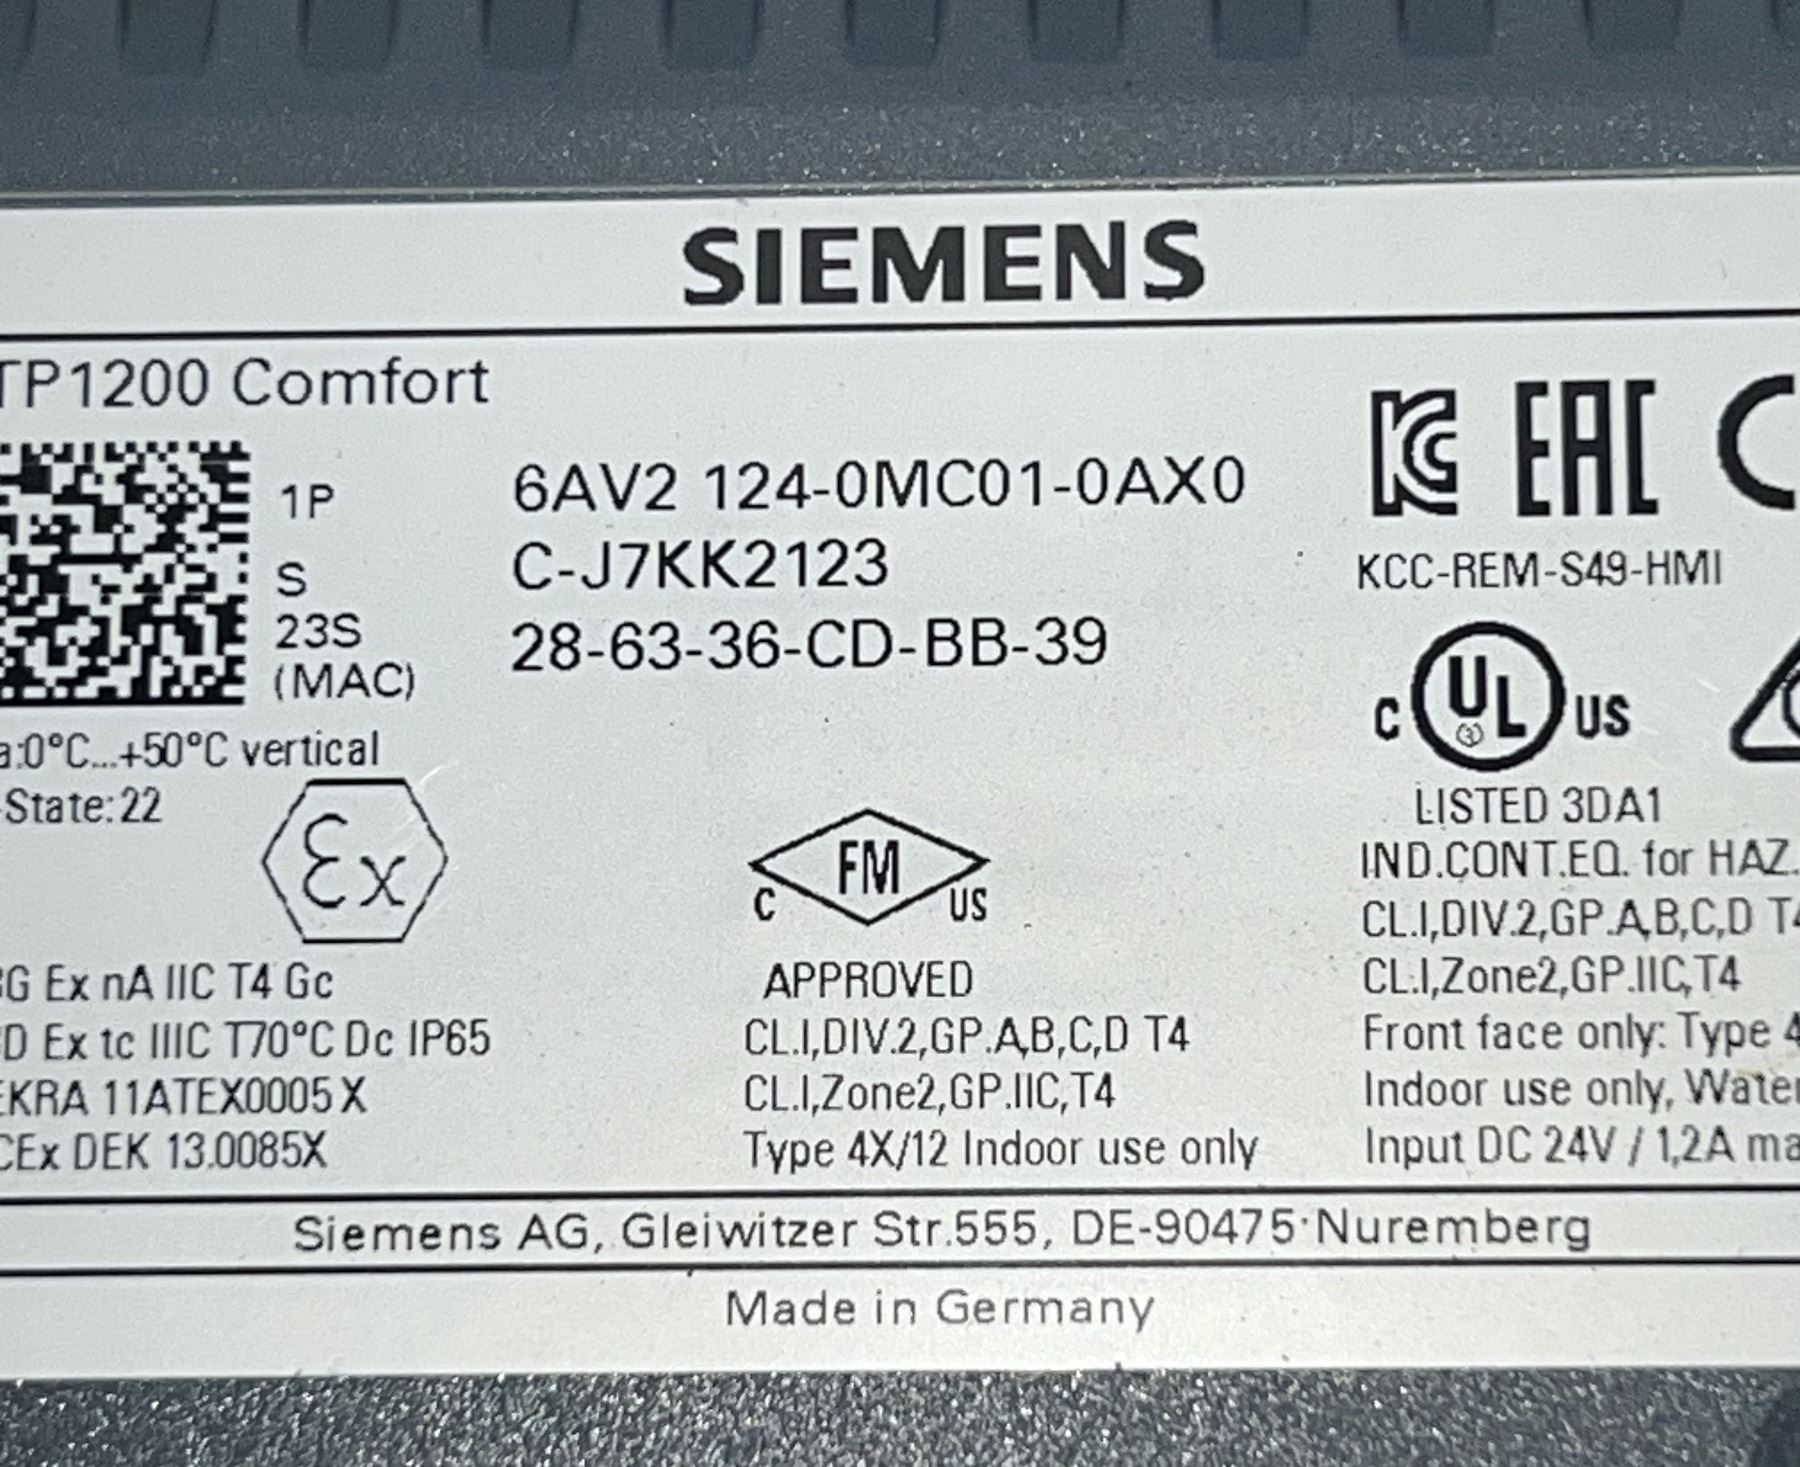 SIEMENS
TP1200 Comfort
1P 6AV2 124-0MC01-0AX0
S C-J7KK2123
23S 28-63-36-CD-BB-39
(MAC)
a:0°C...+50°C vertical
-State:22
Ex
G Ex nA IIC T4 Gc
D Ex tc IIIC T70°C Dc IP65
EKRA 11ATEX0005 X
CEx DEK 13.0085X
FM
C US
APPROVED
CL.I,DIV.2,GP.A,B,C,D T4
CL.I,Zone2,GP.IIC,T4
Type 4X/12 Indoor use only
KC EAC C
KCC-REM-S49-HMI
C UL US
LISTED 3DA1
IND.CONT.EQ. for HAZ.
CL.I,DIV.2,GP.A,B,C,D T4
CL.I,Zone2,GP.IIC,T4
Front face only: Type 4
Indoor use only, Water
Input DC 24V / 1,2A ma
Siemens AG, Gleiwitzer Str.555, DE-90475 Nuremberg
Made in Germany